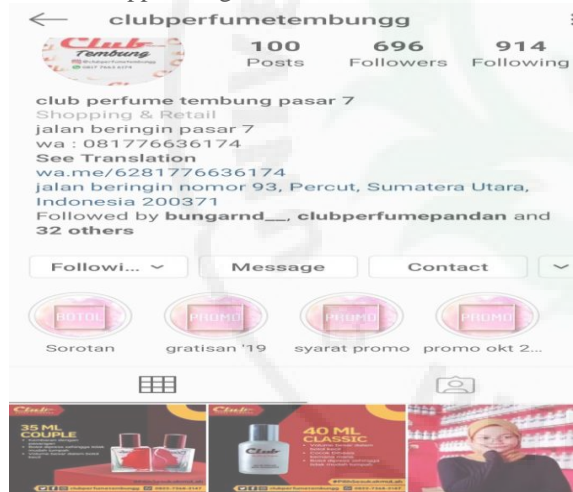 clubperfumetembungg
Club
Tembung
100 696 914
Posts Followers Following
club perfume tembung pasar 7
Shopping & Retail
jalan beringin pasar 7
wa : 081776636174
See Translation
wa.me/6281776636174
jalan beringin nomor 93, Percut, Sumatera Utara,
Indonesia 200371
Followed by bungarnd__, clubperfumepandan and
32 others
Followi... Message Contact
BOTOL PROMO PROMO PROMO
Sorotan gratisan '19 syarat promo promo okt 2...
Club
35 ML
COUPLE
Club
40 ML
CLASSIC
Club